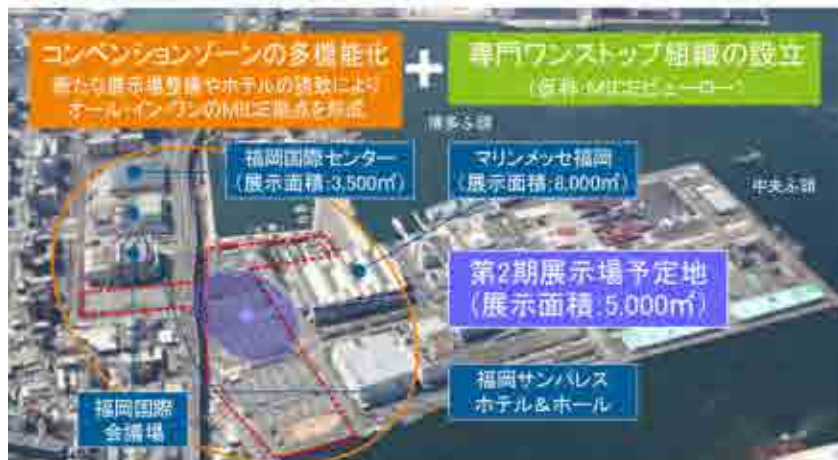 コンベンションゾーンの多機能化
新たな展示場整備やホテルの誘致により
オール・イン・ワンのMICE拠点を形成
+
専門ワンストップ組織の設立
(仮称・MICEビューロー)
博多ふ頭
福岡国際センター
(展示面積:3,500㎡)
マリンメッセ福岡
(展示面積:8,000㎡)
中央ふ頭
第2期展示場予定地
(展示面積:5,000㎡)
福岡サンパレス
ホテル&ホール
福岡国際
会議場